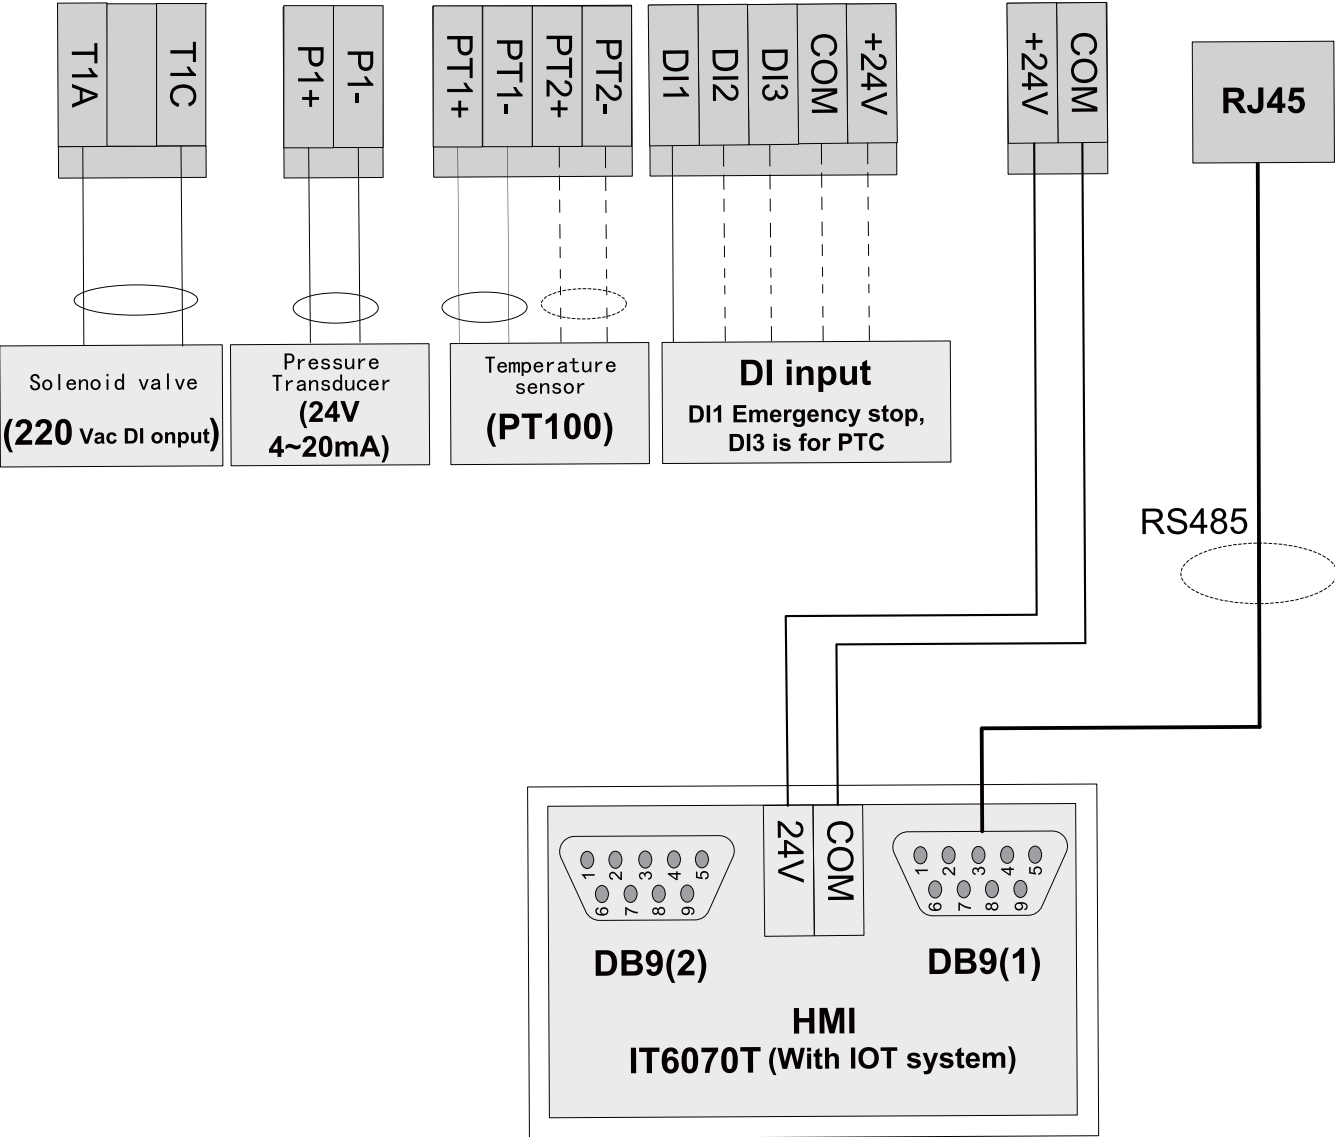 T1A
T1C
P1+
P1-
PT1+
PT1-
PT2+
PT2-
DI1
DI2
DI3
COM
+24V
+24V
COM
RJ45
Solenoid valve
(220 Vac DI onput)
Pressure
Transducer
(24V
4~20mA)
Temperature
sensor
(PT100)
DI input
DI1 Emergency stop,
DI3 is for PTC
RS485
24V
COM
1 2 3 4 5
6 7 8 9
DB9(2)
1 2 3 4 5
6 7 8 9
DB9(1)
HMI
IT6070T (With IOT system)